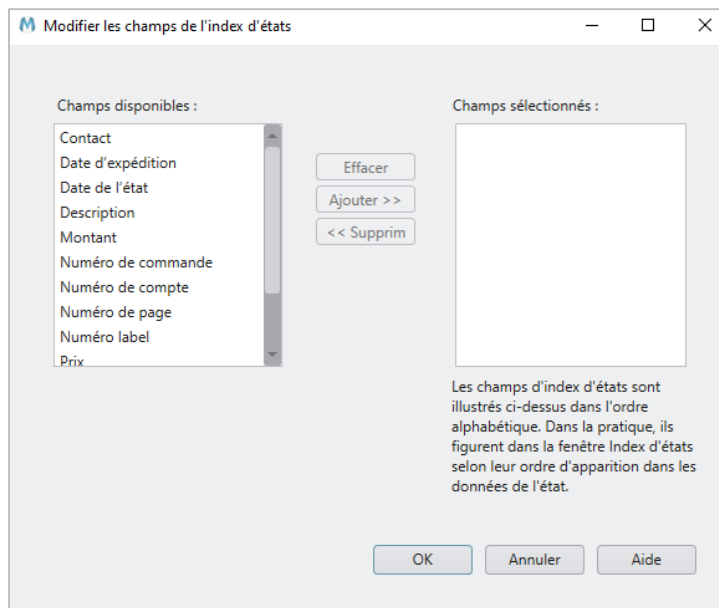 Modifier les champs de l'index d'états
Champs disponibles :
Contact
Date d'expédition
Date de l'état
Description
Montant
Numéro de commande
Numéro de compte
Numéro de page
Numéro label
Prix
Effacer
Ajouter >>
<< Supprim
Champs sélectionnés :
Les champs d'index d'états sont
illustrés ci-dessus dans l'ordre
alphabétique. Dans la pratique, ils
figurent dans la fenêtre Index d'états
selon leur ordre d'apparition dans les
données de l'état.
OK
Annuler
Aide